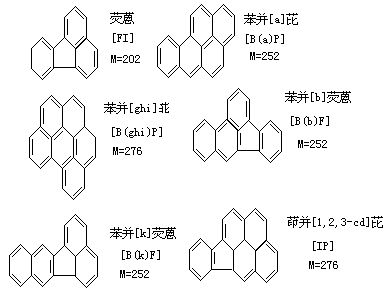 荧蒽
[FI]
M=202
苯并[a]芘
[B(a)P]
M=252
苯并[ghi]苝
[B(ghi)P]
M=276
苯并[b]荧蒽
[B(b)F]
M=252
苯并[k]荧蒽
[B(k)F]
M=252
茚并[1,2,3-cd]芘
[IP]
M=276